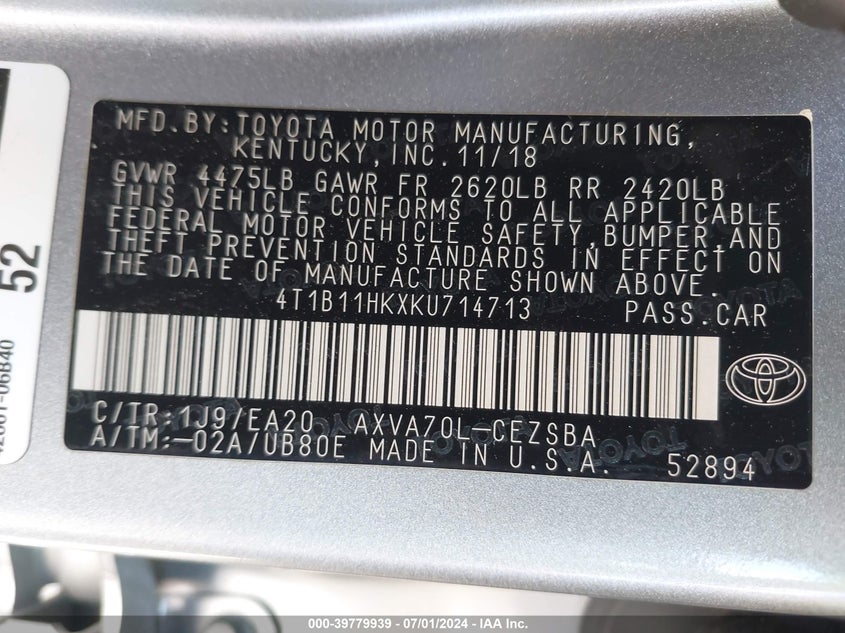 MFD.BY:TOYOTA MOTOR MANUFACTURING,
KENTUCKY,INC.11/18
GVWR 4475LB GAWR FR 2620LB RR 2420LB
THIS VEHICLE CONFORMS TO ALL APPLICABLE
FEDERAL MOTOR VEHICLE SAFETY,BUMPER,AND
THEFT PREVENTION STANDARDS IN EFFECT ON
THE DATE OF MANUFACTURE SHOWN ABOVE.
4T1B11HKXKU714713 PASS.CAR
C/TR:1J9/EA20 AXVA70L-CEZSBA
A/TM:-02A/UB80E MADE IN U.S.A. 52894
52
000-39779939 | 07/01/2024 | IAA Inc.